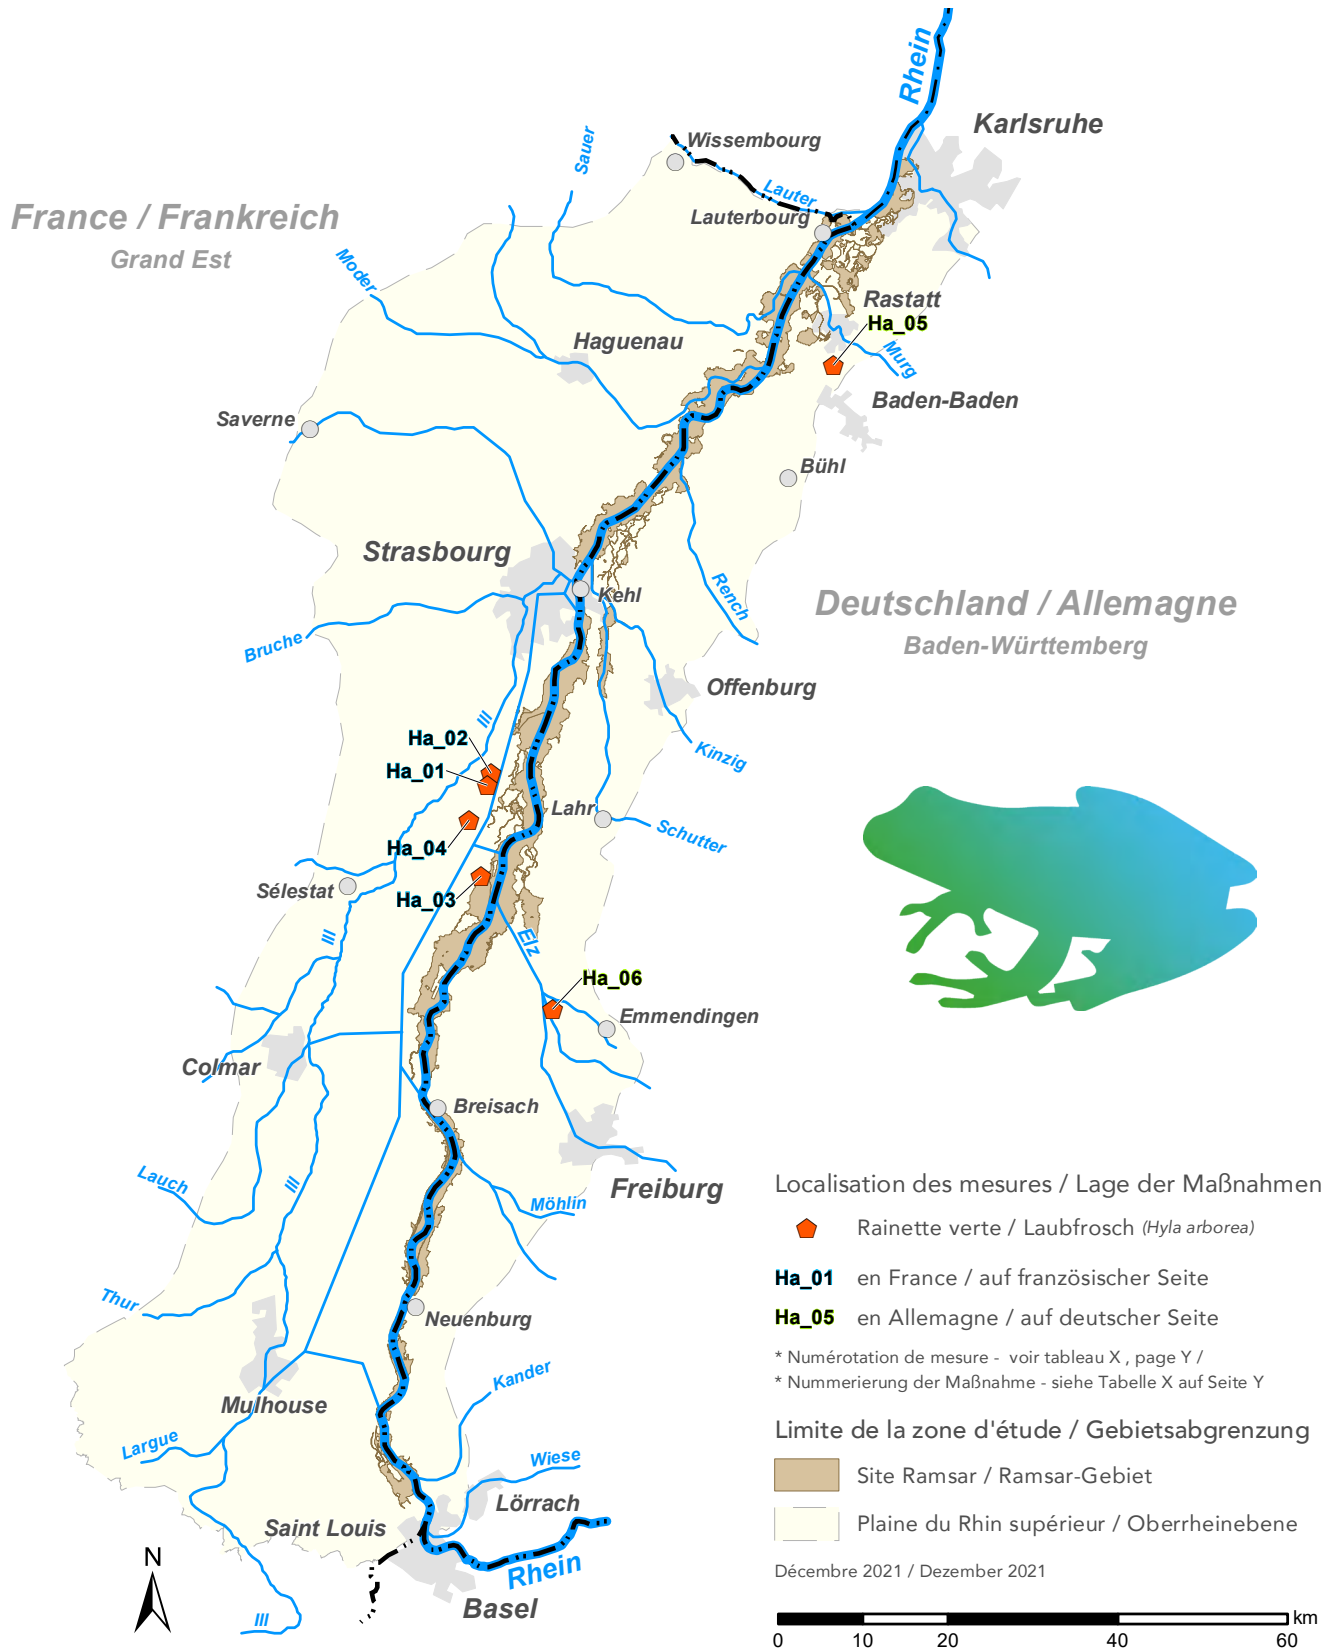 Rhein
Karlsruhe
Wissembourg
Sauer
Lauter
Lauterbourg
France / Frankreich
Grand Est
Moder
Rastatt
Ha_05
Haguenau
Murg
Baden-Baden
Saverne
Bühl
Strasbourg
Kehl
Rench
Deutschland / Allemagne
Baden-Württemberg
Bruche
Offenburg
Ill
Ha_02
Kinzig
Ha_01
Lahr
Schutter
Ha_04
Sélestat
Ha_03
Ill
Elz
Ha_06
Emmendingen
Colmar
Breisach
Lauch
Ill
Freiburg
Möhlin
Thur
Neuenburg
Kander
Mulhouse
Largue
Wiese
Lörrach
Saint Louis
Rhein
Basel
Ill
N
Localisation des mesures / Lage der Maßnahmen
Rainette verte / Laubfrosch (Hyla arborea)
Ha_01 en France / auf französischer Seite
Ha_05 en Allemagne / auf deutscher Seite
* Numérotation de mesure - voir tableau X , page Y /
* Nummerierung der Maßnahme - siehe Tabelle X auf Seite Y
Limite de la zone d'étude / Gebietsabgrenzung
Site Ramsar / Ramsar-Gebiet
Plaine du Rhin supérieur / Oberrheinebene
Décembre 2021 / Dezember 2021
km
0 10 20 40 60